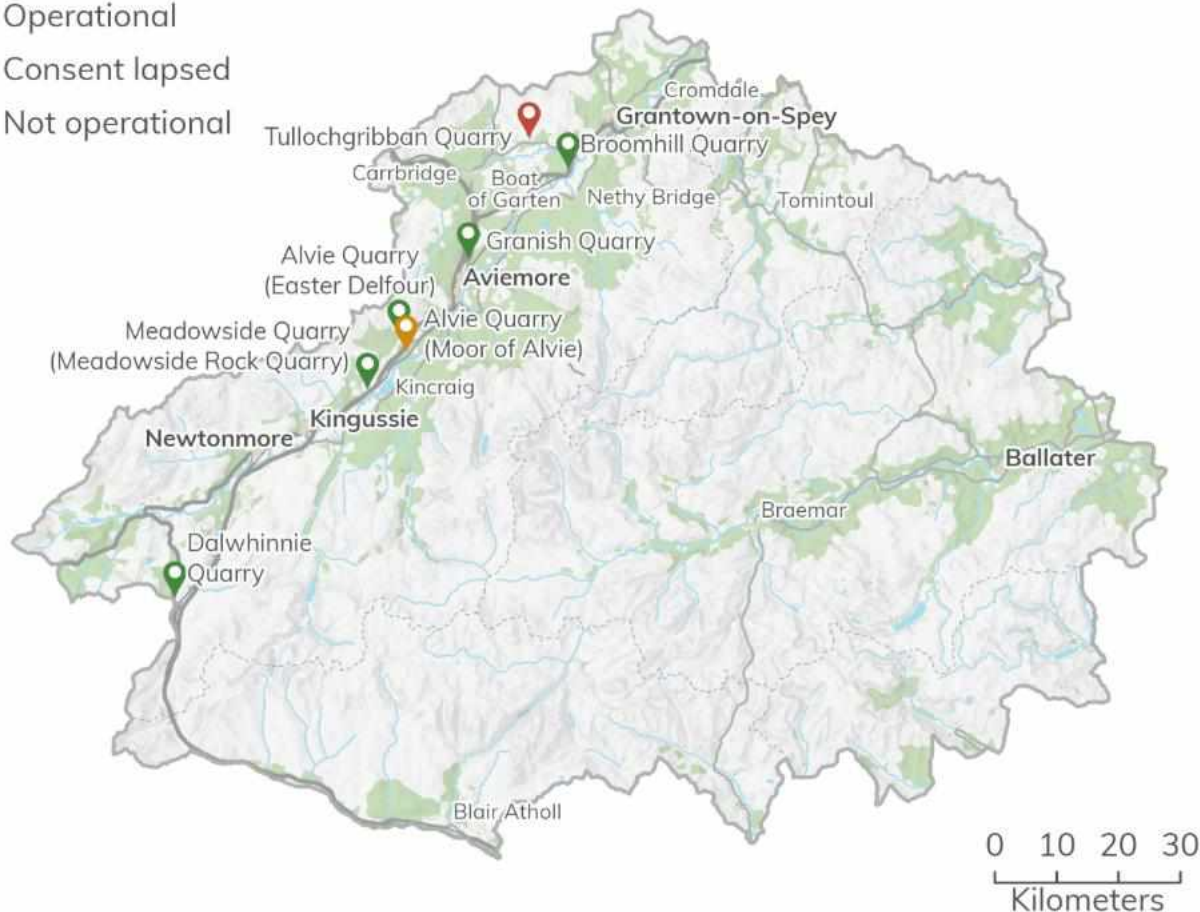 Operational
Consent lapsed
Not operational
Cromdale
Grantown-on-Spey
Tullochgribban Quarry
Broomhill Quarry
Carrbridge
Boat
of Garten
Nethy Bridge
Tomintoul
Granish Quarry
Alvie Quarry
(Easter Delfour)
Aviemore
Alvie Quarry
(Moor of Alvie)
Meadowside Quarry
(Meadowside Rock Quarry)
Kincraig
Kingussie
Newtonmore
Ballater
Braemar
Dalwhinnie
Quarry
Blair Atholl
0 10 20 30
Kilometers